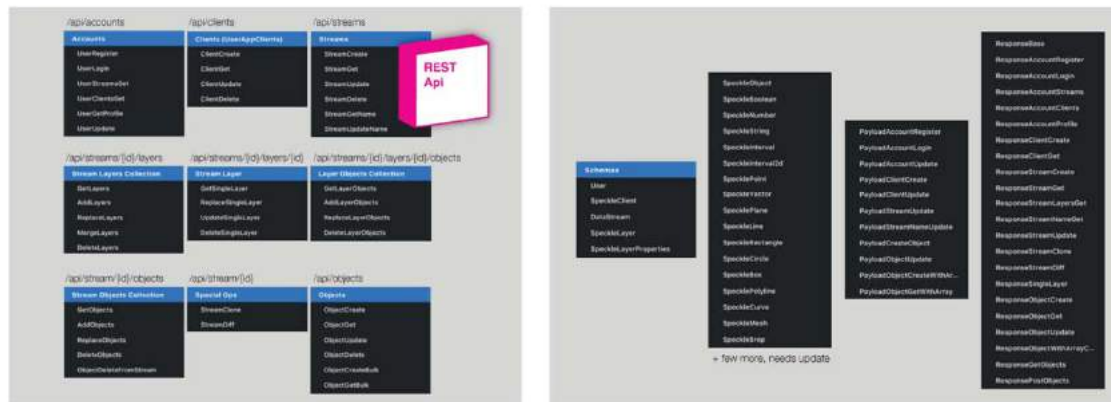 /api/accounts
Accounts
UserRegister
UserLogin
UserStreamsGet
UserClientsGet
UserGetProfile
UserUpdate
/api/clients
Clients (UserAppClients)
ClientCreate
ClientGet
ClientUpdate
ClientDelete
/api/streams
Streams
StreamCreate
StreamGet
StreamUpdate
StreamDelete
StreamGetName
StreamUpdateName
REST
Api
/api/streams/{id}/layers
Stream Layers Collection
GetLayers
AddLayers
ReplaceLayers
MergeLayers
DeleteLayers
/api/streams/{id}/layers/{id}
Stream Layer
GetSingleLayer
ReplaceSingleLayer
UpdateSingleLayer
DeleteSingleLayer
/api/streams/{id}/layers/{id}/objects
Layer Objects Collection
GetLayerObjects
AddLayerObjects
ReplaceLayerObjects
DeleteLayerObjects
/api/stream/{id}/objects
Stream Objects Collection
GetObjects
AddObjects
ReplaceObjects
DeleteObjects
ObjectDeleteFromStream
/api/stream/{id}
Special Ops
StreamClone
StreamDiff
/api/objects
Objects
ObjectCreate
ObjectGet
ObjectUpdate
ObjectDelete
ObjectCreateBulk
ObjectGetBulk
Schemas
User
SpeckleClient
DataStream
SpeckleLayer
SpeckleLayerProperties
SpeckleObject
SpeckleBoolean
SpeckleNumber
SpeckleString
SpeckleInterval
SpeckleInterval2d
SpecklePoint
SpeckleVector
SpecklePlane
SpeckleLine
SpeckleRectangle
SpeckleCircle
SpeckleBox
SpecklePolyline
SpeckleCurve
SpeckleMesh
SpeckleBrep
+ few more, needs update
PayloadAccountRegister
PayloadAccountLogin
PayloadAccountUpdate
PayloadClientCreate
PayloadClientUpdate
PayloadStreamUpdate
PayloadStreamNameUpdate
PayloadCreateObject
PayloadObjectUpdate
PayloadObjectCreateWithAr...
PayloadObjectGetWithArray
ResponseBase
ResponseAccountRegister
ResponseAccountLogin
ResponseAccountStreams
ResponseAccountClients
ResponseAccountProfile
ResponseClientCreate
ResponseClientGet
ResponseStreamCreate
ResponseStreamGet
ResponseStreamLayersGet
ResponseStreamNameGet
ResponseStreamUpdate
ResponseStreamClone
ResponseStreamDiff
ResponseSingleLayer
ResponseObjectCreate
ResponseObjectGet
ResponseObjectUpdate
ResponseObjectWithArrayC...
ResponseGetObjects
ResponsePostObjects